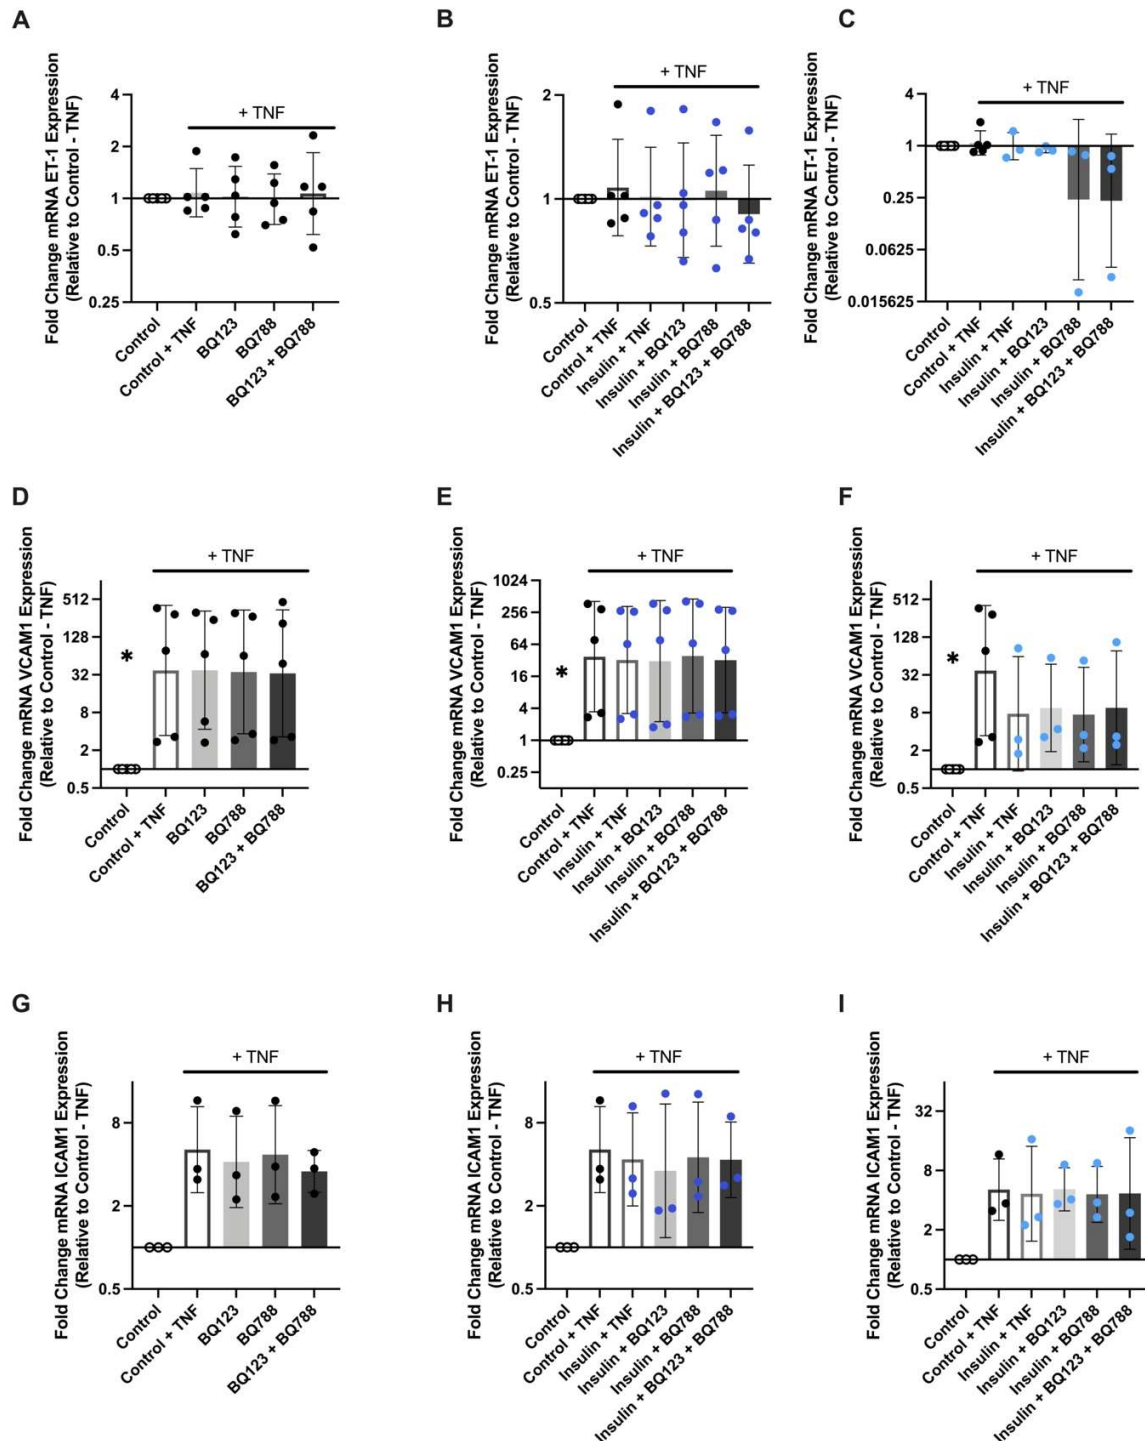 A
Fold Change mRNA ET-1 Expression
(Relative to Control - TNF)
+ TNF
4
2
1
0.5
0.25
Control
Control + TNF
BQ123
BQ788
BQ123 + BQ788
B
Fold Change mRNA ET-1 Expression
(Relative to Control - TNF)
+ TNF
2
1
0.5
Control
Control + TNF
Insulin + TNF
Insulin + BQ123
Insulin + BQ788
Insulin + BQ123 + BQ788
C
Fold Change mRNA ET-1 Expression
(Relative to Control - TNF)
+ TNF
4
1
0.25
0.0625
0.015625
Control
Control + TNF
Insulin + TNF
Insulin + BQ123
Insulin + BQ788
Insulin + BQ123 + BQ788
D
Fold Change mRNA VCAM1 Expression
(Relative to Control - TNF)
+ TNF
512
128
32
8
2
0.5
*
Control
Control + TNF
BQ123
BQ788
BQ123 + BQ788
E
Fold Change mRNA VCAM1 Expression
(Relative to Control - TNF)
+ TNF
1024
256
64
16
4
1
0.25
*
Control
Control + TNF
Insulin + TNF
Insulin + BQ123
Insulin + BQ788
Insulin + BQ123 + BQ788
F
Fold Change mRNA VCAM1 Expression
(Relative to Control - TNF)
+ TNF
512
128
32
8
2
0.5
*
Control
Control + TNF
Insulin + TNF
Insulin + BQ123
Insulin + BQ788
Insulin + BQ123 + BQ788
G
Fold Change mRNA ICAM1 Expression
(Relative to Control - TNF)
+ TNF
8
2
0.5
Control
Control + TNF
BQ123
BQ788
BQ123 + BQ788
H
Fold Change mRNA ICAM1 Expression
(Relative to Control - TNF)
+ TNF
8
2
0.5
Control
Control + TNF
Insulin + TNF
Insulin + BQ123
Insulin + BQ788
Insulin + BQ123 + BQ788
I
Fold Change mRNA ICAM1 Expression
(Relative to Control - TNF)
+ TNF
32
8
2
0.5
Control
Control + TNF
Insulin + TNF
Insulin + BQ123
Insulin + BQ788
Insulin + BQ123 + BQ788